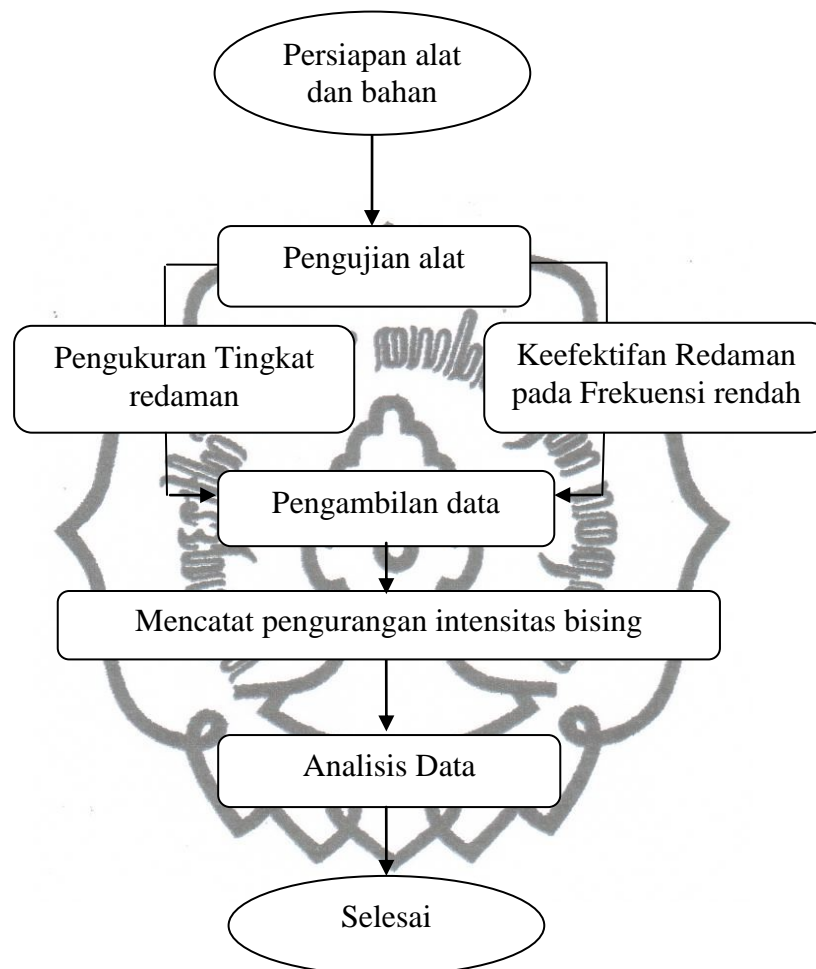 Persiapan alat
dan bahan
Pengujian alat
Pengukuran Tingkat
redaman
Keefektifan Redaman
pada Frekuensi rendah
Pengambilan data
Mencatat pengurangan intensitas bising
Analisis Data
Selesai